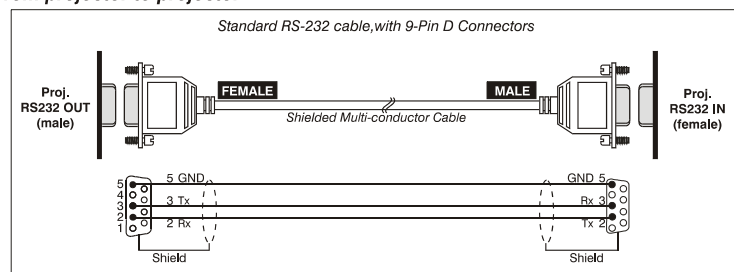 Standard RS-232 cable,with 9-Pin D Connectors
Proj.
RS232 OUT
(male)
FEMALE
MALE
Shielded Multi-conductor Cable
Proj.
RS232 IN
(female)
5
4
3
2
1
5 GND
3 Tx
2 Rx
GND 5
Rx 3
Tx 2
Shield
Shield